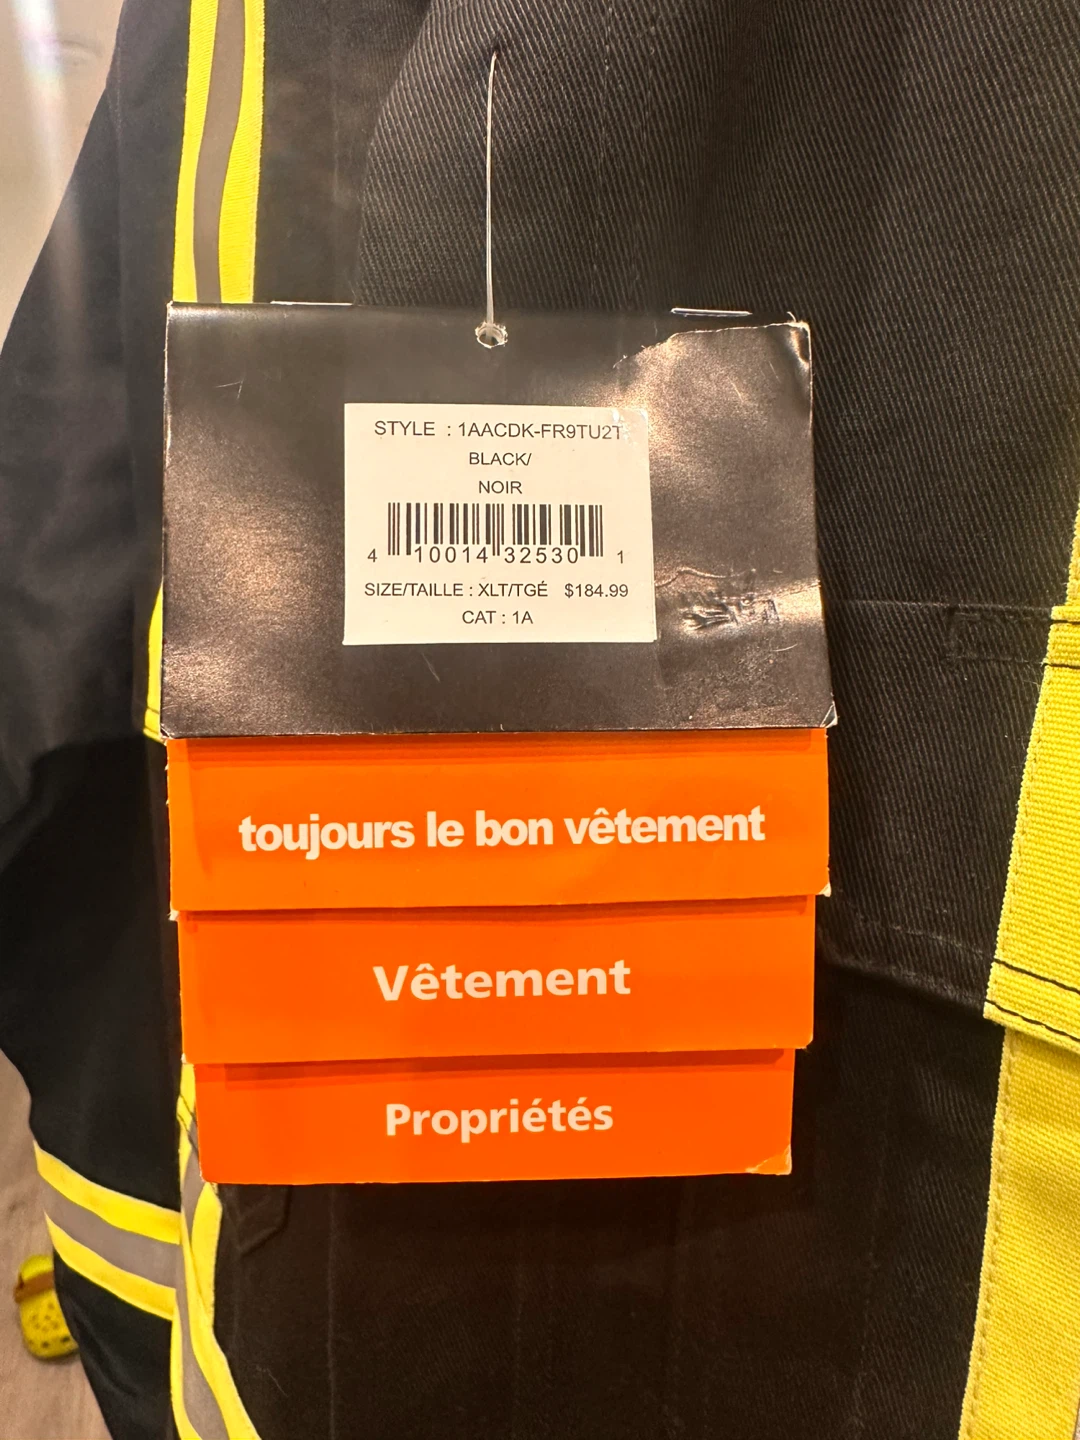 STYLE : 1AACDK-FR9TU2T
BLACK/
NOIR
4 10014 32530 1
SIZE/TAILLE : XLT/TGÉ $184.99
CAT : 1A
toujours le bon vêtement
Vêtement
Propriétés